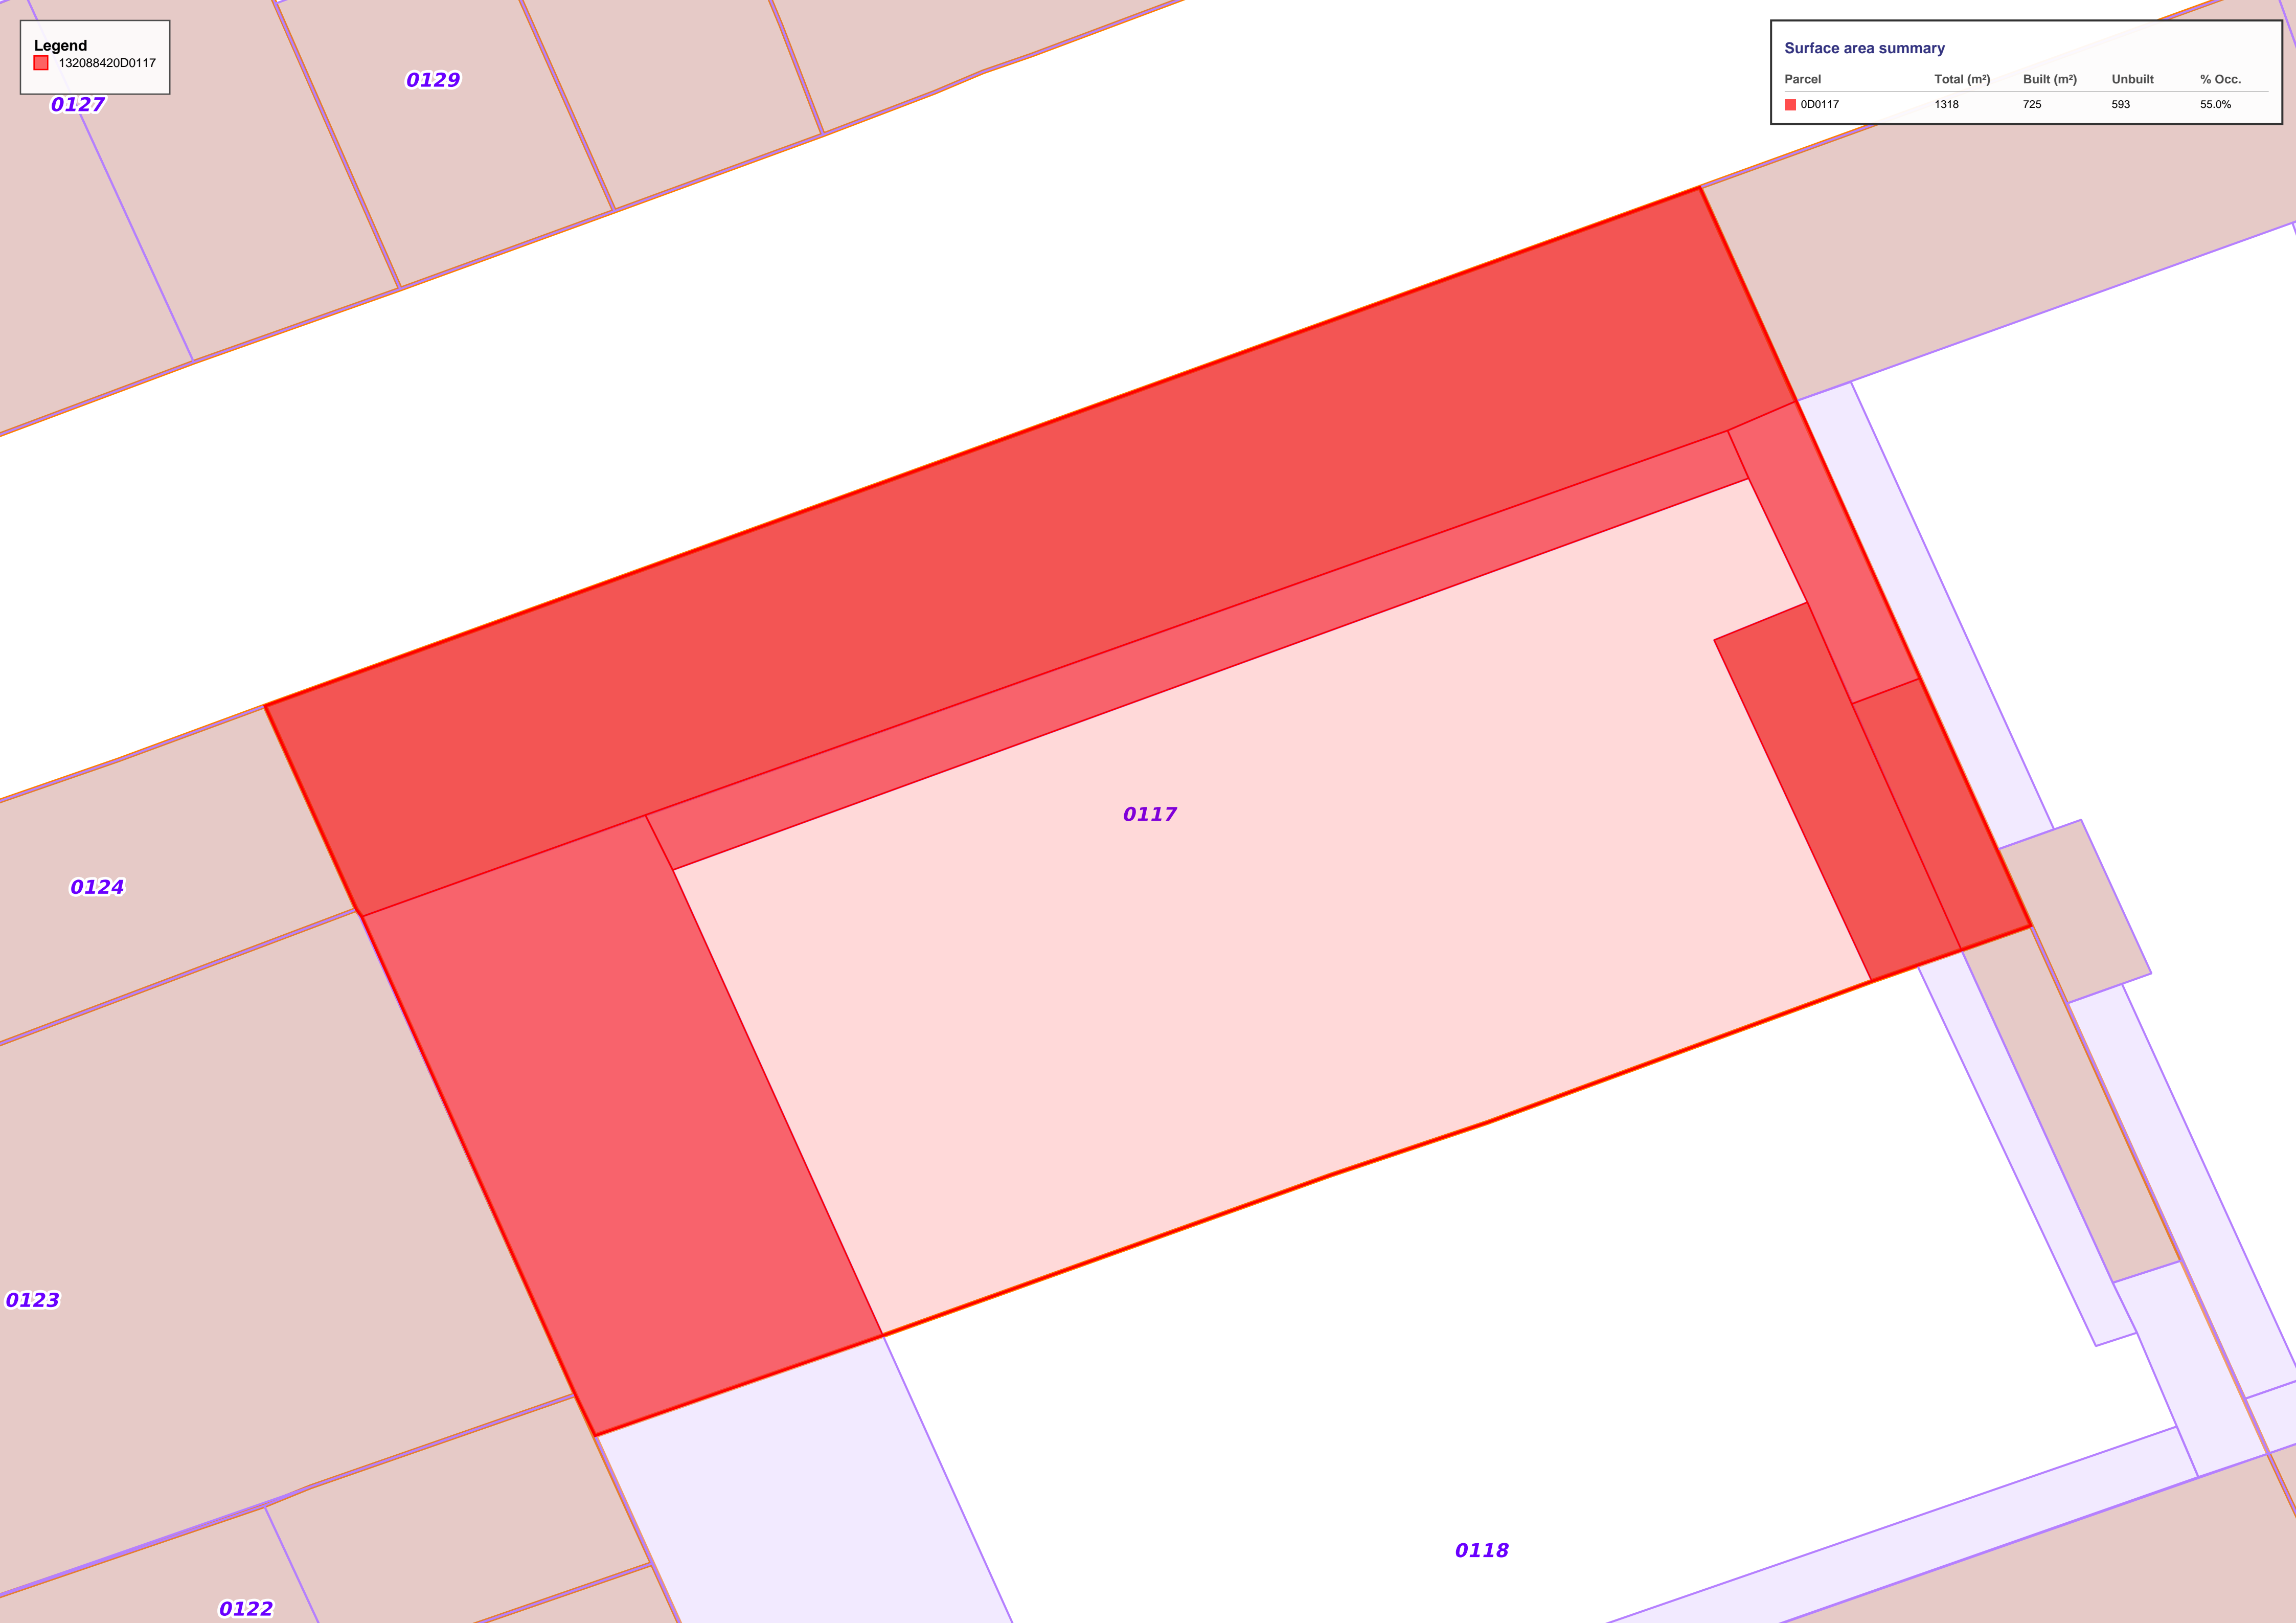 Legend
132088420D0117
0127
0129
Surface area summary
Parcel Total (m²) Built (m²) Unbuilt % Occ.
0D0117 1318 725 593 55.0%
0117
0124
0123
0118
0122